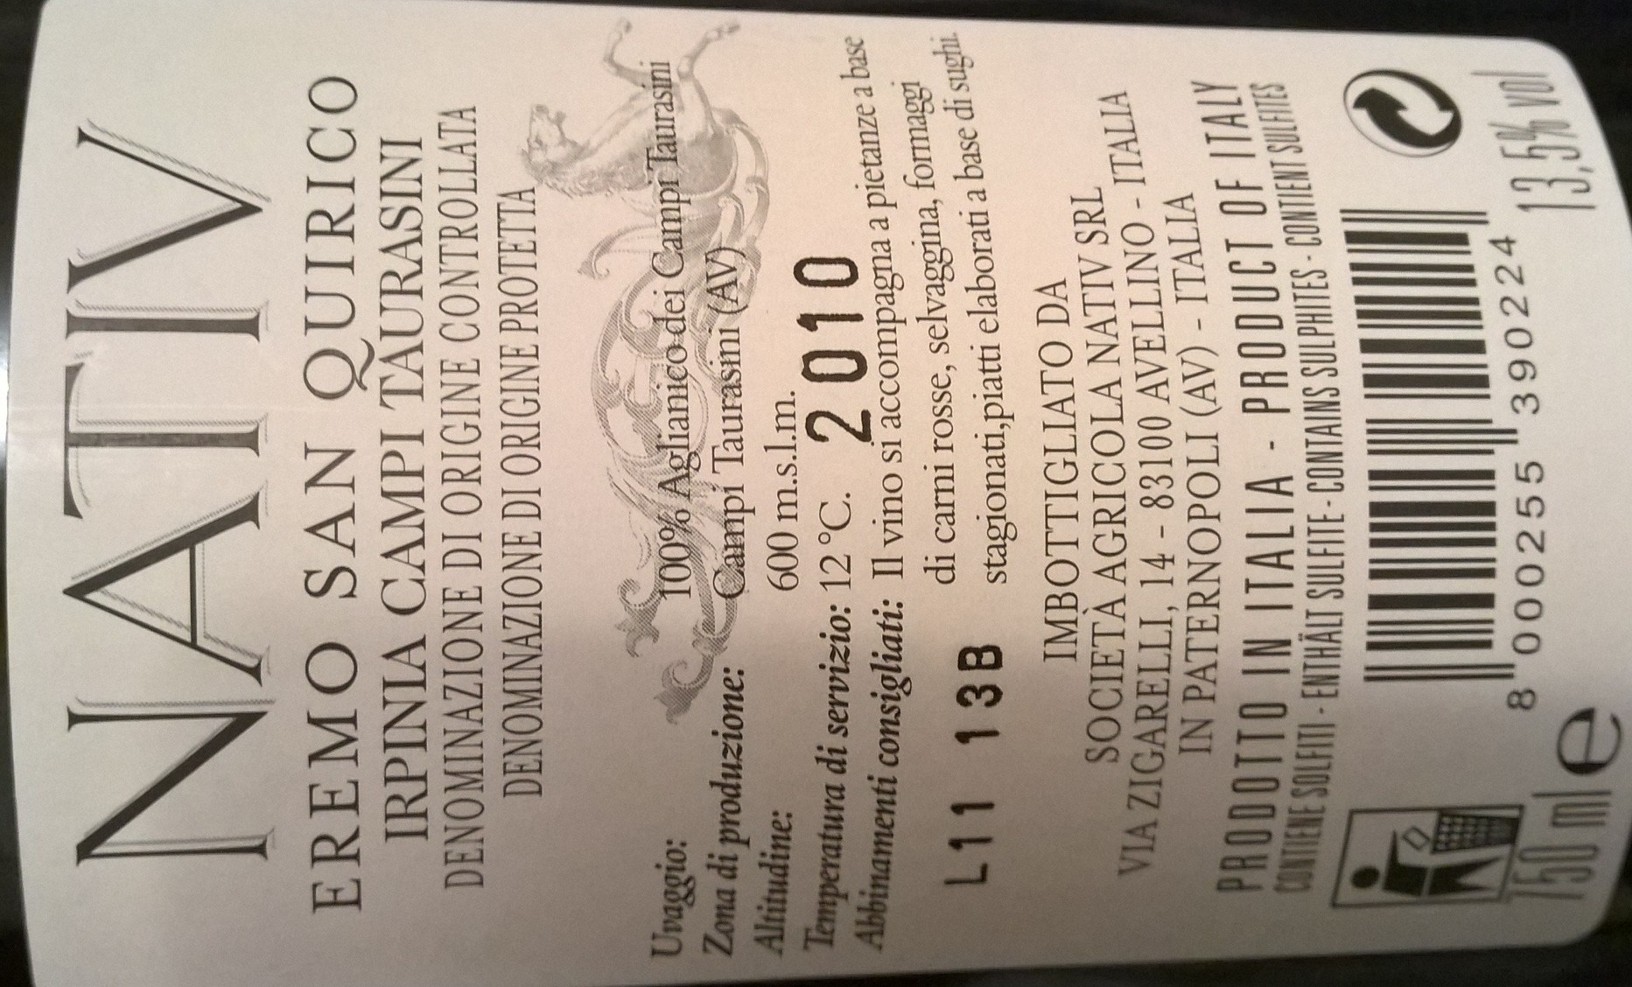 NATIV
EREMO SAN QUIRICO
IRPINIA CAMPI TAURASINI
DENOMINAZIONE DI ORIGINE CONTROLLATA
DENOMINAZIONE DI ORIGINE PROTETTA
Uvaggio: 100% Aglianico dei Campi Taurasini
Zona di produzione: Campi Taurasini (AV)
Altitudine: 600 m.s.l.m.
Temperatura di servizio: 12 °C. 2010
Abbinamenti consigliati: Il vino si accompagna a pietanze a base
di carni rosse, selvaggina, formaggi
stagionati,piatti elaborati a base di sughi.
L11 13B
IMBOTTIGLIATO DA
SOCIETÀ AGRICOLA NATIV SRL
VIA ZIGARELLI, 14 - 83100 AVELLINO - ITALIA
IN PATERNOPOLI (AV) - ITALIA
PRODOTTO IN ITALIA - PRODUCT OF ITALY
CONTIENE SOLFITI - ENTHÄLT SULFITE - CONTAINS SULPHITES - CONTIENT SULFITES
8 000255 390224
750 ml e 13,5% vol